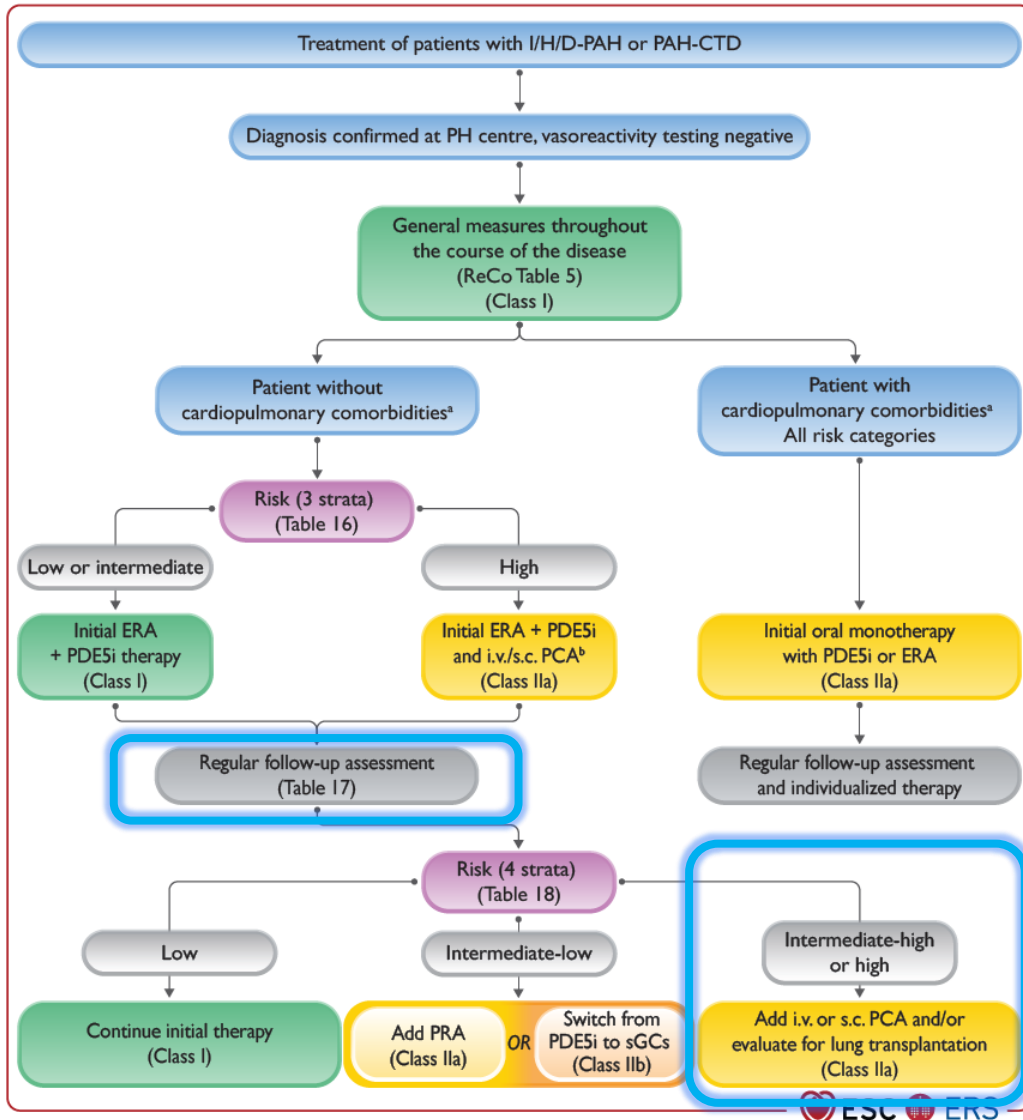 Treatment of patients with I/H/D-PAH or PAH-CTD
Diagnosis confirmed at PH centre, vasoreactivity testing negative
General measures throughout
the course of the disease
(ReCo Table 5)
(Class I)
Patient without
cardiopulmonary comorbiditiesᵃ
Patient with
cardiopulmonary comorbiditiesᵃ
All risk categories
Risk (3 strata)
(Table 16)
Low or intermediate
High
Initial ERA
+ PDE5i therapy
(Class I)
Initial ERA + PDE5i
and i.v./s.c. PCAᵇ
(Class IIa)
Initial oral monotherapy
with PDE5i or ERA
(Class IIa)
Regular follow-up assessment
(Table 17)
Regular follow-up assessment
and individualized therapy
Risk (4 strata)
(Table 18)
Low
Intermediate-low
Intermediate-high
or high
Continue initial therapy
(Class I)
Add PRA
(Class IIa)
OR
Switch from
PDE5i to sGCs
(Class IIb)
Add i.v. or s.c. PCA and/or
evaluate for lung transplantation
(Class IIa)
ESC ERS